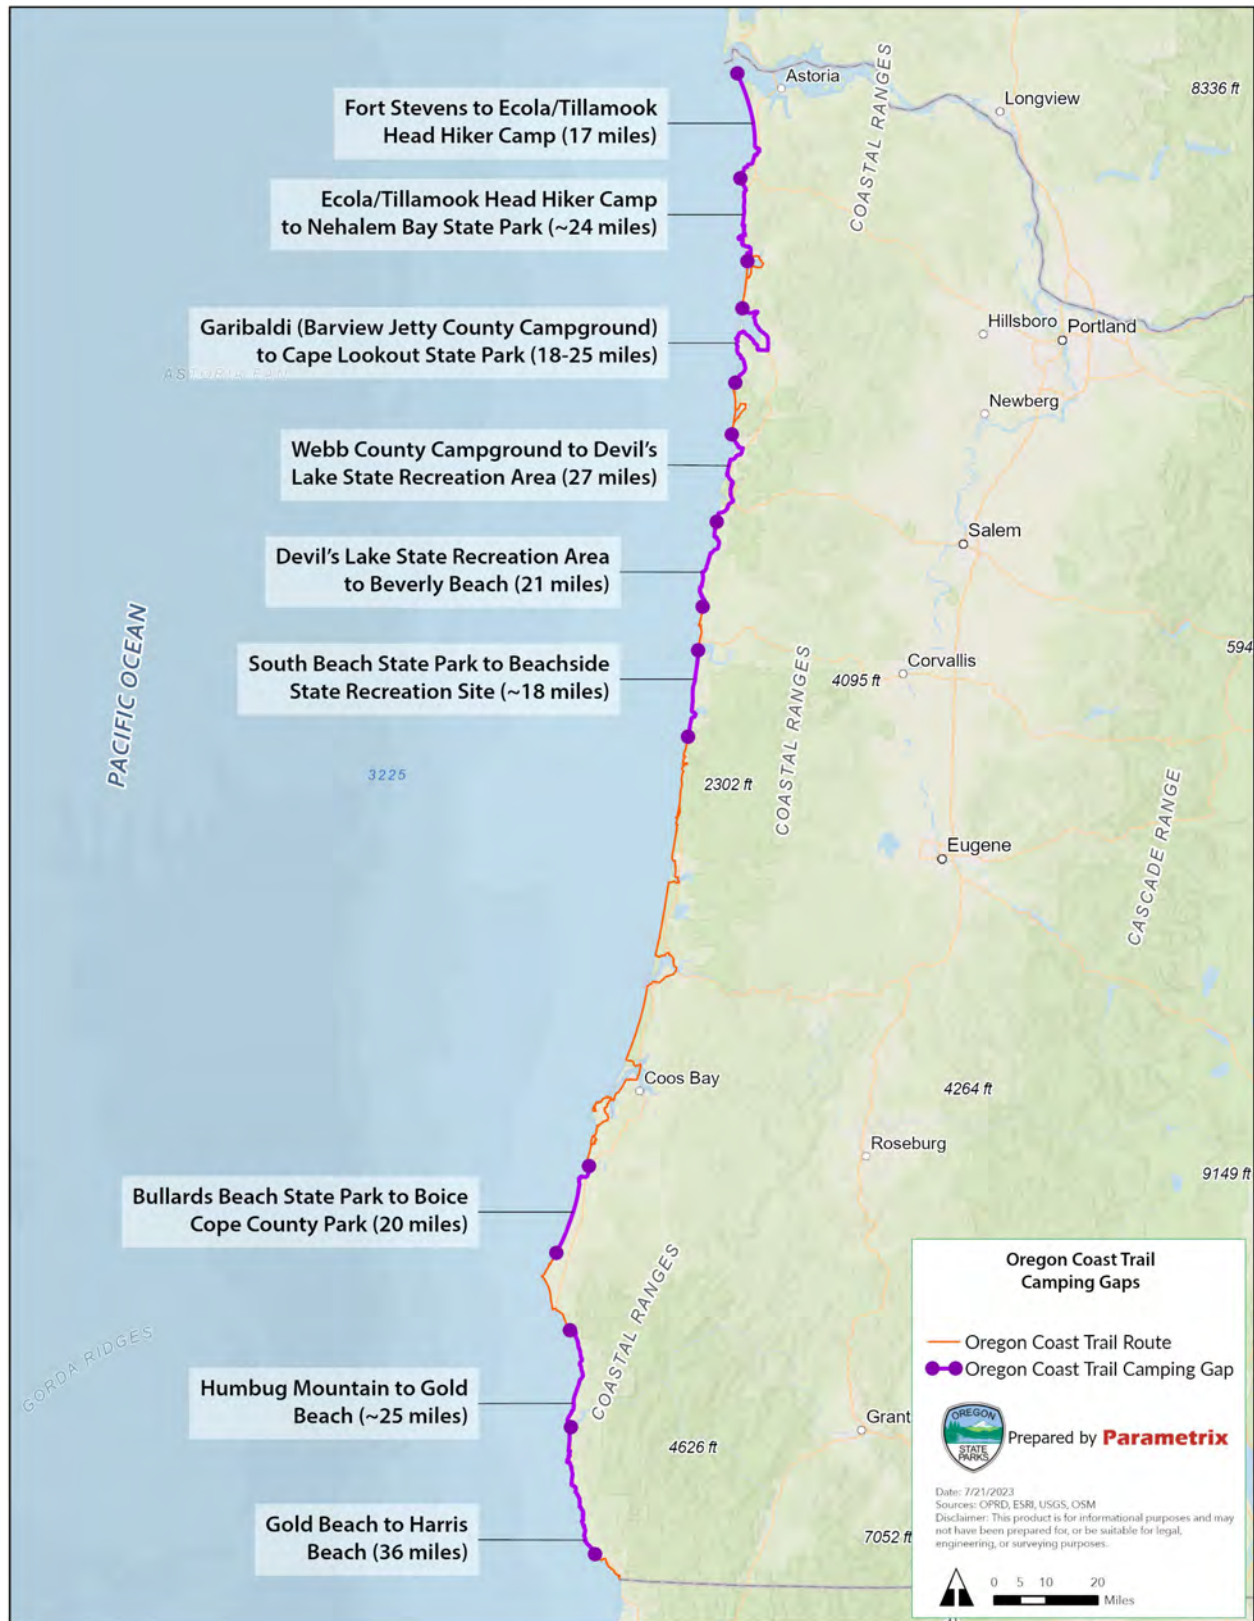 Astoria
Longview
8336 ft
COASTAL RANGES
Fort Stevens to Ecola/Tillamook
Head Hiker Camp (17 miles)
Ecola/Tillamook Head Hiker Camp
to Nehalem Bay State Park (~24 miles)
Garibaldi (Barview Jetty County Campground)
to Cape Lookout State Park (18-25 miles)
Hillsboro
Portland
ASTORIA FAN
Newberg
Webb County Campground to Devil's
Lake State Recreation Area (27 miles)
Salem
Devil's Lake State Recreation Area
to Beverly Beach (21 miles)
PACIFIC OCEAN
South Beach State Park to Beachside
State Recreation Site (~18 miles)
594
Corvallis
4095 ft
COASTAL RANGES
3225
2302 ft
Eugene
CASCADE RANGE
Coos Bay
4264 ft
Roseburg
9149 ft
Bullards Beach State Park to Boice
Cope County Park (20 miles)
COASTAL RANGES
GORDA RIDGES
Humbug Mountain to Gold
Beach (~25 miles)
Grant
4626 ft
Gold Beach to Harris
Beach (36 miles)
7052 ft
Oregon Coast Trail
Camping Gaps
Oregon Coast Trail Route
Oregon Coast Trail Camping Gap
OREGON
STATE
PARKS
Prepared by Parametrix
Date: 7/21/2023
Sources: OPRD, ESRI, USGS, OSM
Disclaimer: This product is for informational purposes and may
not have been prepared for, or be suitable for legal,
engineering, or surveying purposes.
0 5 10 20
Miles